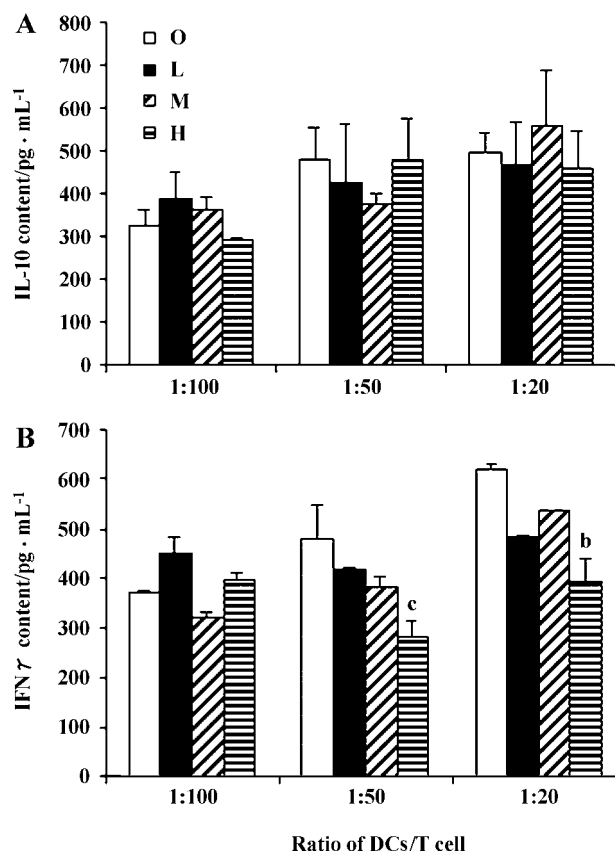 A
800
700
600
500
400
300
200
100
0
IL-10 content/pg · mL⁻¹
O
L
M
H
1:100 1:50 1:20
B
700
600
500
400
300
200
100
0
IFNγ content/pg · mL⁻¹
c
b
1:100 1:50 1:20
Ratio of DCs/T cell